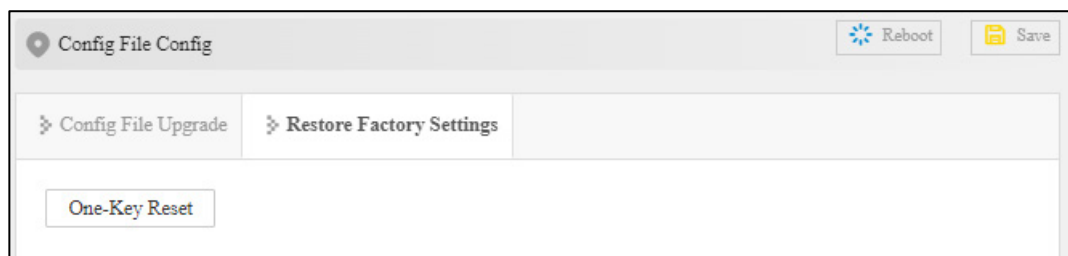 Config File Config
Reboot
Save
Config File Upgrade
Restore Factory Settings
One-Key Reset